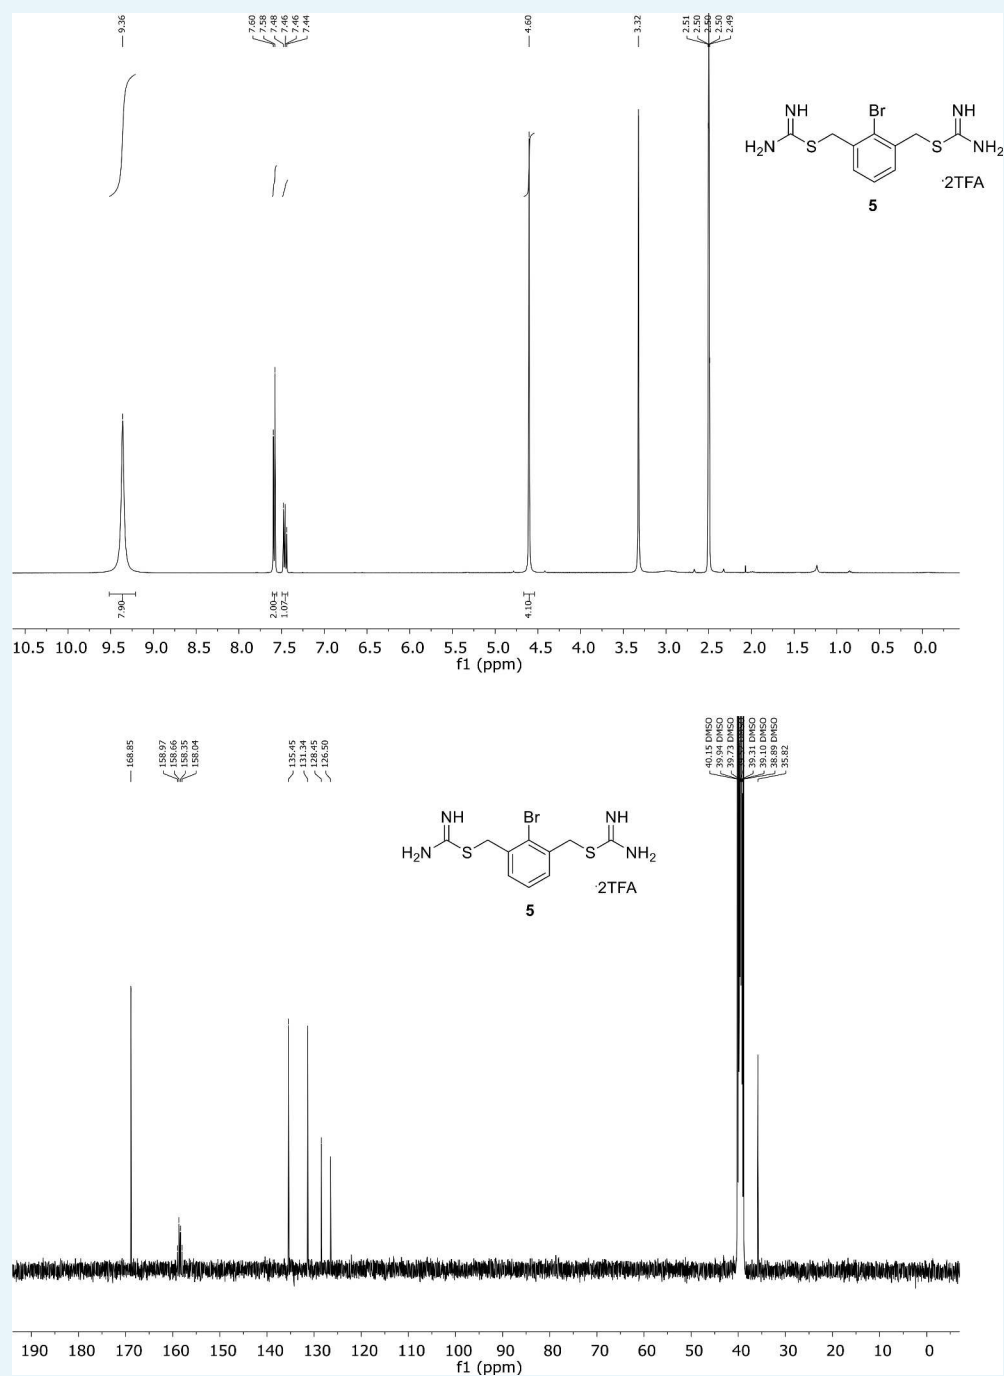 9.36
7.60
7.58
7.48
7.46
7.46
7.44
4.60
3.32
2.51
2.50
2.50
2.50
2.49
NH
Br
NH
H2N
S
S
NH2
·2TFA
5
7.90
2.00
1.07
4.10
10.5 10.0 9.5 9.0 8.5 8.0 7.5 7.0 6.5 6.0 5.5 5.0 4.5 4.0 3.5 3.0 2.5 2.0 1.5 1.0 0.5 0.0
f1 (ppm)
168.85
158.97
158.66
158.35
158.04
135.45
131.34
128.45
126.50
40.15 DMSO
39.94 DMSO
39.73 DMSO
39.31 DMSO
39.10 DMSO
38.89 DMSO
35.82
NH
Br
NH
H2N
S
S
NH2
·2TFA
5
190 180 170 160 150 140 130 120 110 100 90 80 70 60 50 40 30 20 10 0
f1 (ppm)